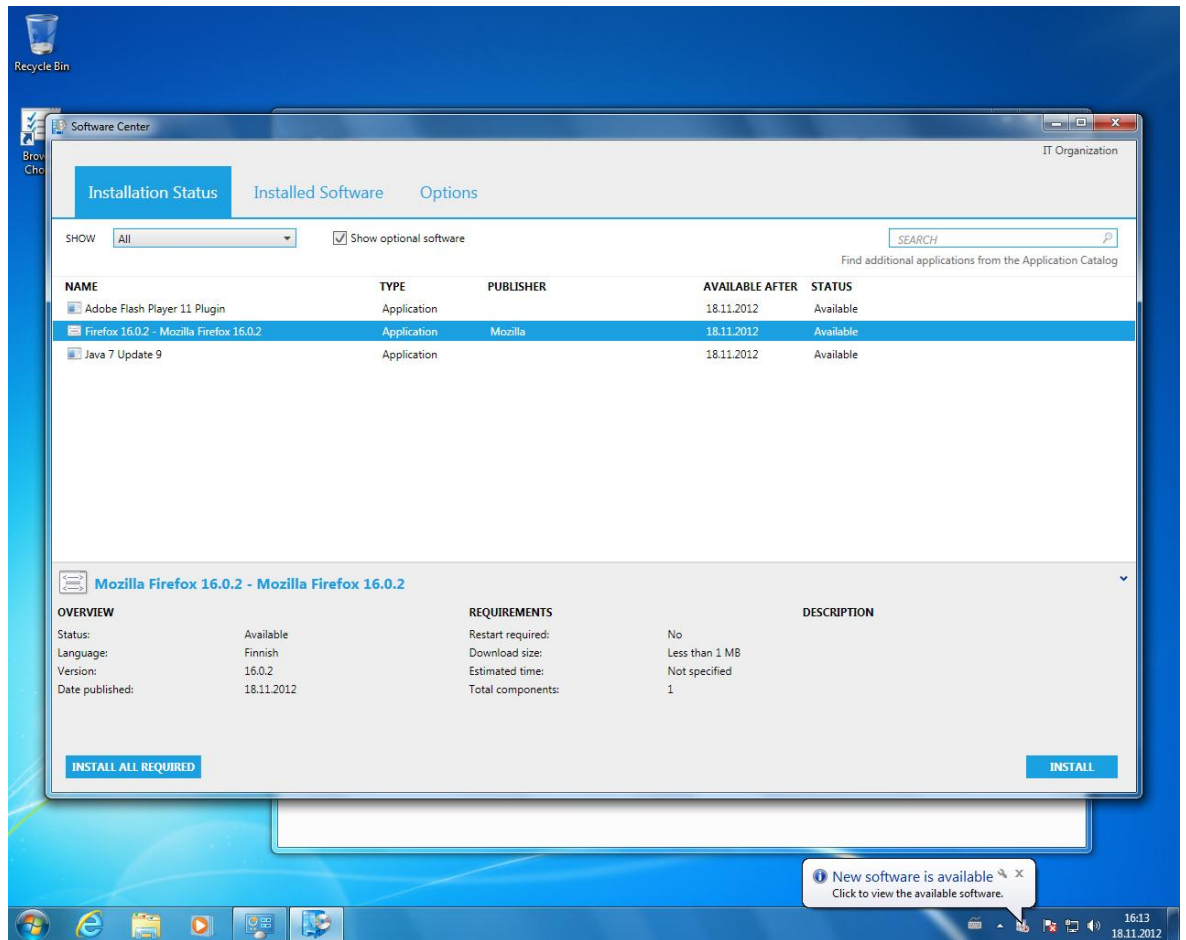 Recycle Bin
Software Center
IT Organization
Brow
Cho
Installation Status Installed Software Options
SHOW All Show optional software SEARCH
Find additional applications from the Application Catalog
NAME TYPE PUBLISHER AVAILABLE AFTER STATUS
Adobe Flash Player 11 Plugin Application 18.11.2012 Available
Firefox 16.0.2 - Mozilla Firefox 16.0.2 Application Mozilla 18.11.2012 Available
Java 7 Update 9 Application 18.11.2012 Available
Mozilla Firefox 16.0.2 - Mozilla Firefox 16.0.2
OVERVIEW REQUIREMENTS DESCRIPTION
Status: Available Restart required: No
Language: Finnish Download size: Less than 1 MB
Version: 16.0.2 Estimated time: Not specified
Date published: 18.11.2012 Total components: 1
INSTALL ALL REQUIRED INSTALL
New software is available
Click to view the available software.
16:13
18.11.2012